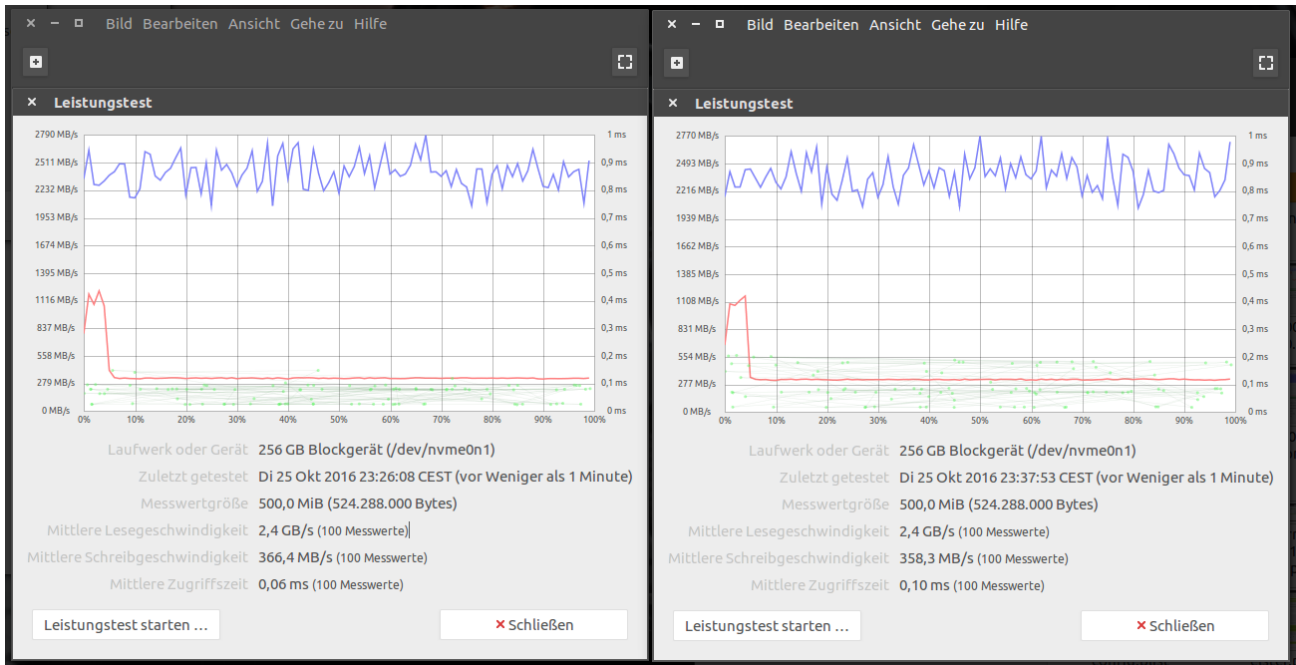 Bild Bearbeiten Ansicht Gehe zu Hilfe
Leistungstest
2790 MB/s
2511 MB/s
2232 MB/s
1953 MB/s
1674 MB/s
1395 MB/s
1116 MB/s
837 MB/s
558 MB/s
279 MB/s
0 MB/s
1 ms
0,9 ms
0,8 ms
0,7 ms
0,6 ms
0,5 ms
0,4 ms
0,3 ms
0,2 ms
0,1 ms
0 ms
0% 10% 20% 30% 40% 50% 60% 70% 80% 90% 100%
Laufwerk oder Gerät 256 GB Blockgerät (/dev/nvme0n1)
Zuletzt getestet Di 25 Okt 2016 23:26:08 CEST (vor Weniger als 1 Minute)
Messwertgröße 500,0 MiB (524.288.000 Bytes)
Mittlere Lesegeschwindigkeit 2,4 GB/s (100 Messwerte)
Mittlere Schreibgeschwindigkeit 366,4 MB/s (100 Messwerte)
Mittlere Zugriffszeit 0,06 ms (100 Messwerte)
Leistungstest starten ... Schließen
Bild Bearbeiten Ansicht Gehe zu Hilfe
Leistungstest
2770 MB/s
2493 MB/s
2216 MB/s
1939 MB/s
1662 MB/s
1385 MB/s
1108 MB/s
831 MB/s
554 MB/s
277 MB/s
0 MB/s
1 ms
0,9 ms
0,8 ms
0,7 ms
0,6 ms
0,5 ms
0,4 ms
0,3 ms
0,2 ms
0,1 ms
0 ms
0% 10% 20% 30% 40% 50% 60% 70% 80% 90% 100%
Laufwerk oder Gerät 256 GB Blockgerät (/dev/nvme0n1)
Zuletzt getestet Di 25 Okt 2016 23:37:53 CEST (vor Weniger als 1 Minute)
Messwertgröße 500,0 MiB (524.288.000 Bytes)
Mittlere Lesegeschwindigkeit 2,4 GB/s (100 Messwerte)
Mittlere Schreibgeschwindigkeit 358,3 MB/s (100 Messwerte)
Mittlere Zugriffszeit 0,10 ms (100 Messwerte)
Leistungstest starten ... Schließen